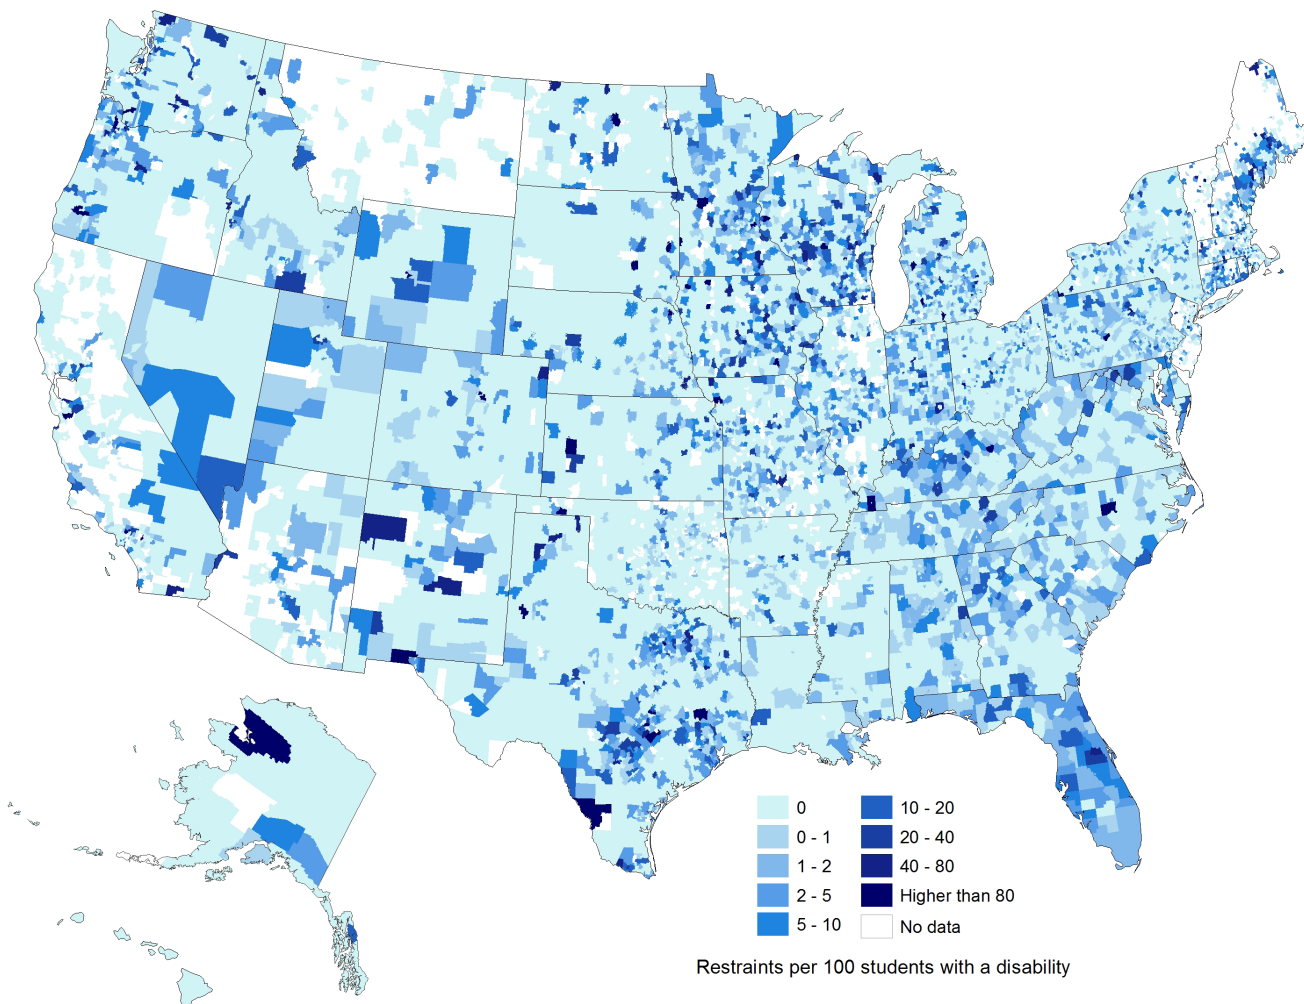 0
0 - 1
1 - 2
2 - 5
5 - 10
10 - 20
20 - 40
40 - 80
Higher than 80
No data
Restraints per 100 students with a disability